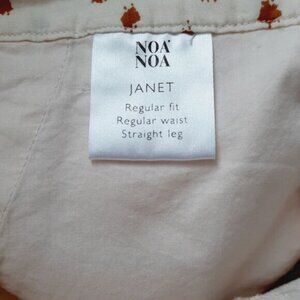 NOA
NOA
JANET
Regular fit
Regular waist
Straight leg